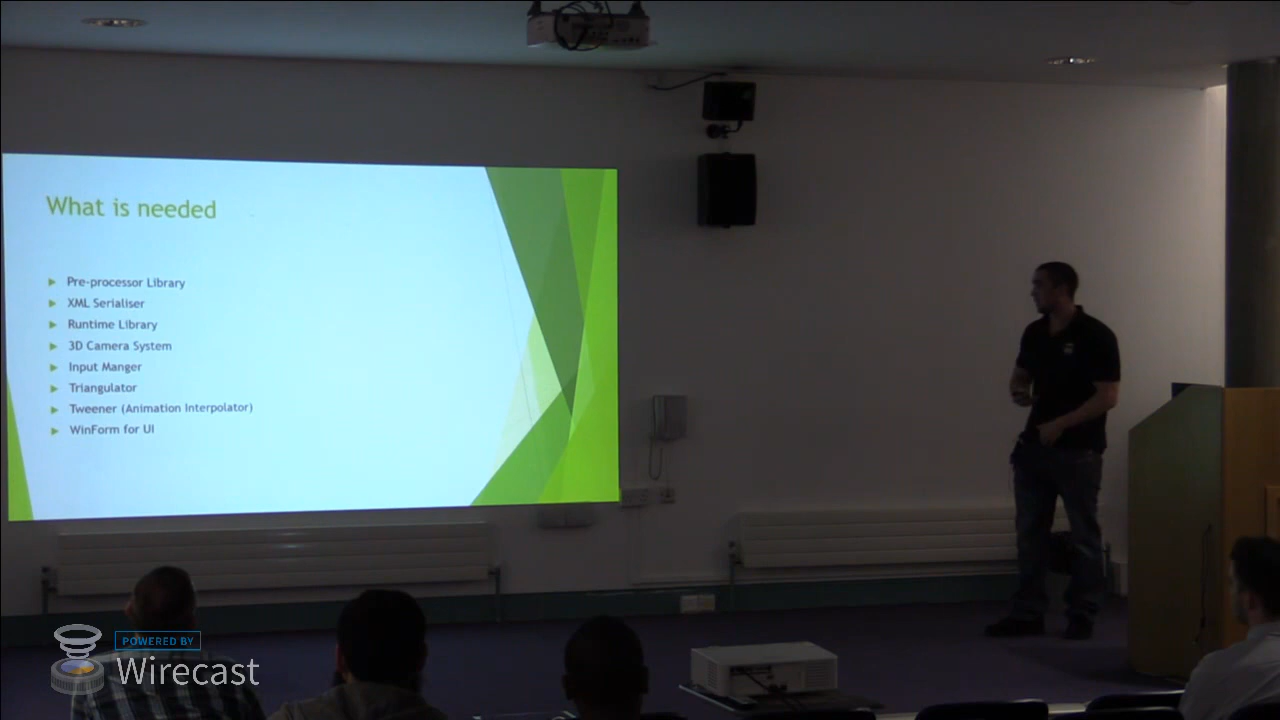 What is needed
Pre-processor Library
XML Serialiser
Runtime Library
3D Camera System
Input Manger
Triangulator
Tweener (Animation Interpolator)
WinForm for UI
POWERED BY
Wirecast